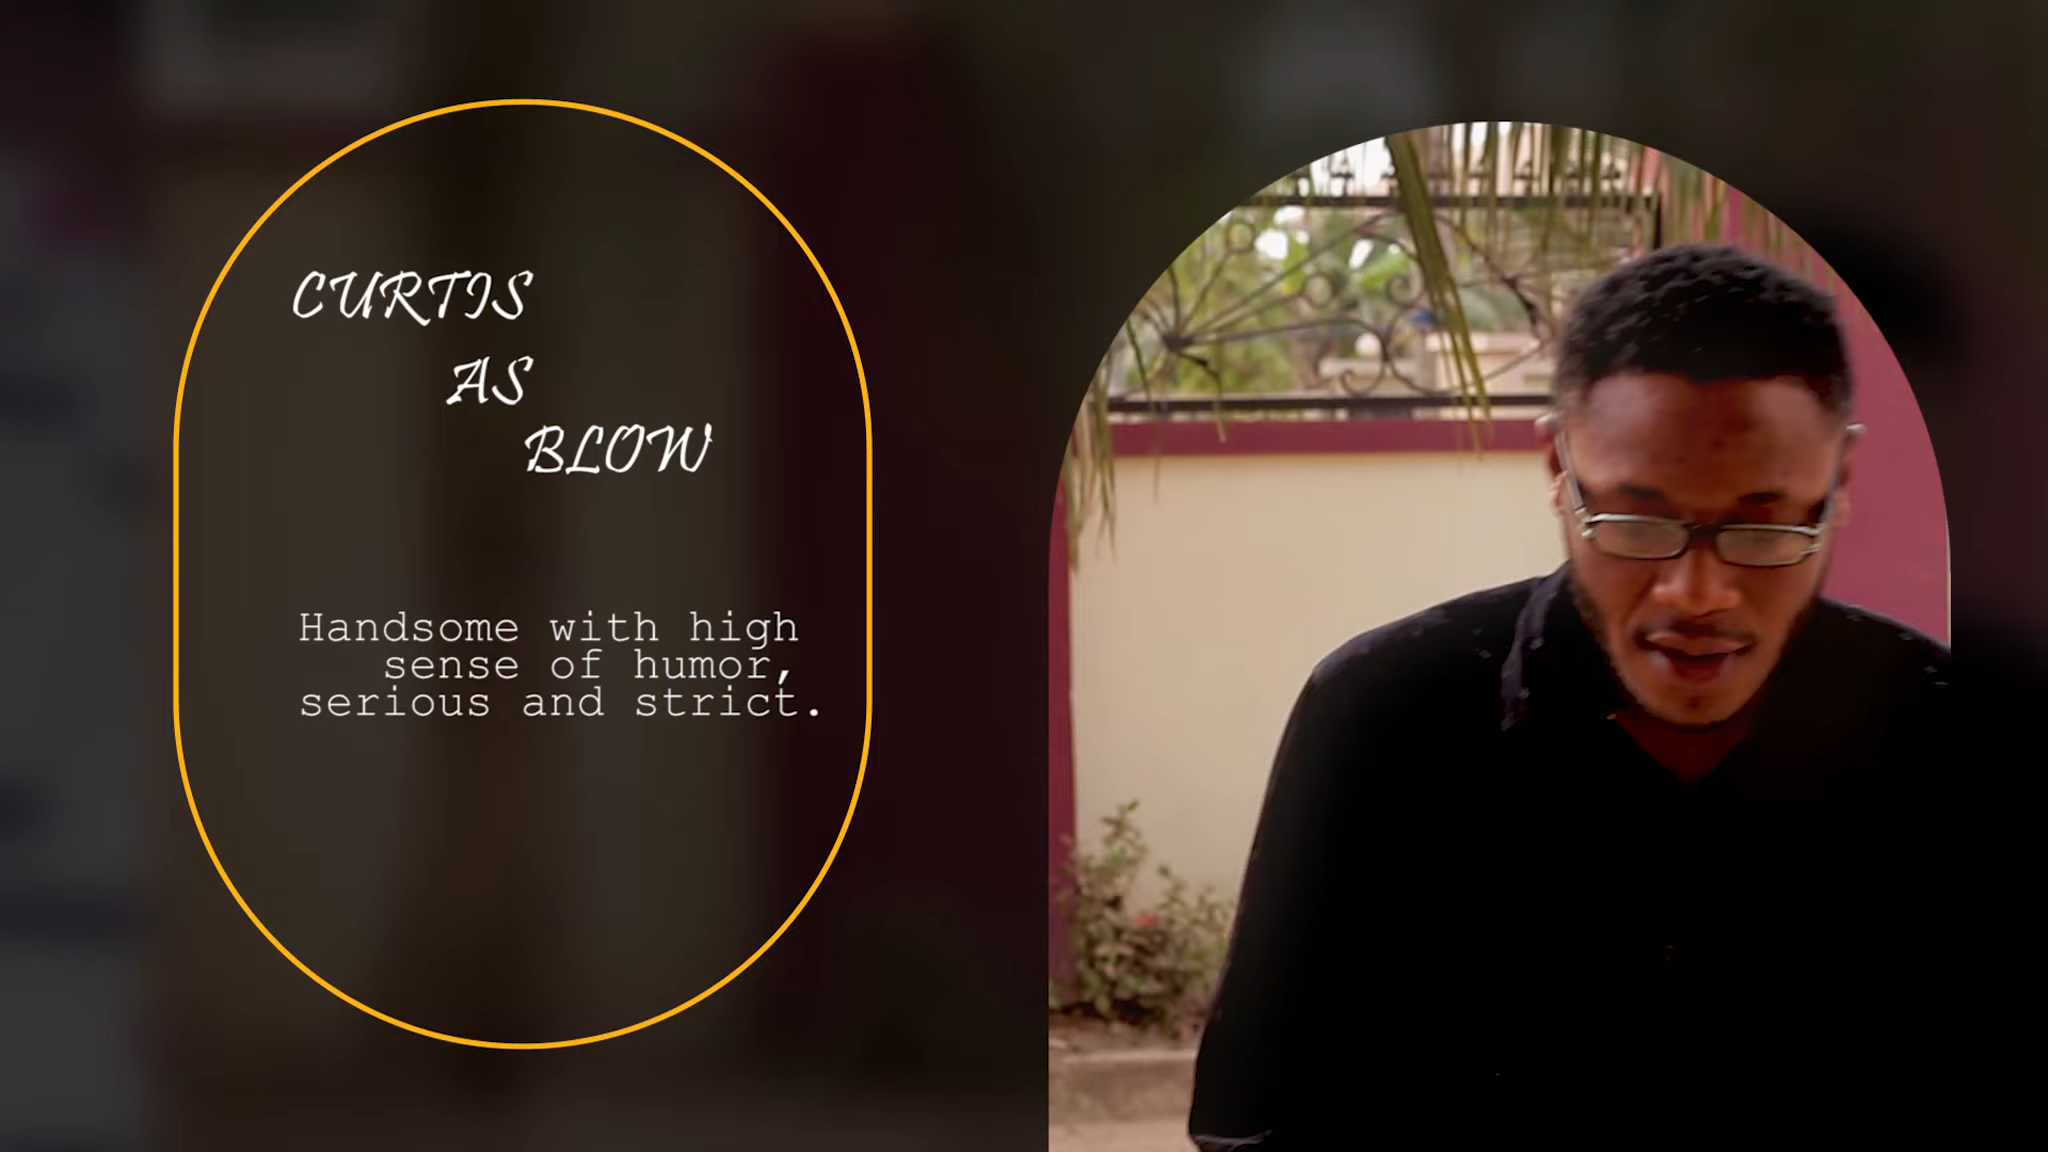 CURTIS
AS
BLOW
Handsome with high
sense of humor,
serious and strict.